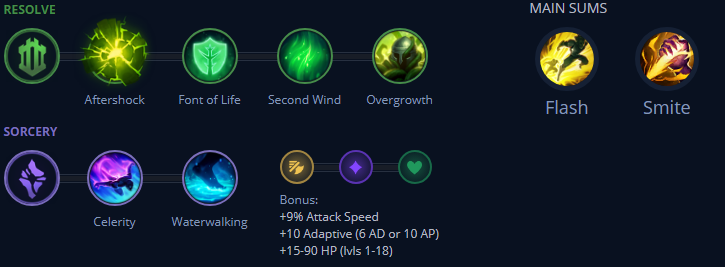 RESOLVE
MAIN SUMS
Aftershock
Font of Life
Second Wind
Overgrowth
Flash
Smite
SORCERY
Celerity
Waterwalking
Bonus:
+9% Attack Speed
+10 Adaptive (6 AD or 10 AP)
+15-90 HP (lvls 1-18)